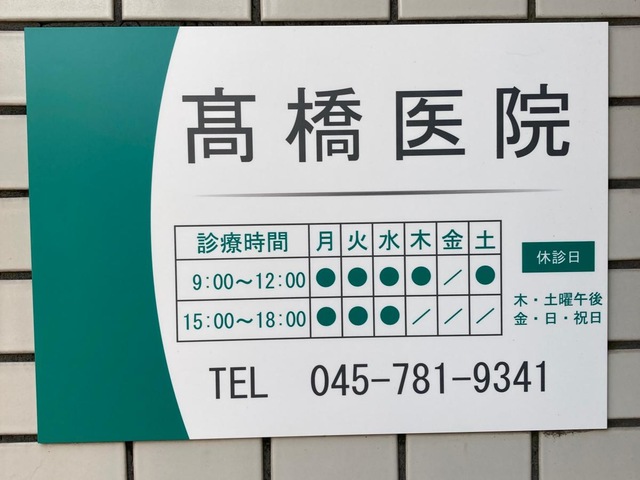 髙橋医院
診療時間 月 火 水 木 金 土
9:00〜12:00 ● ● ● ● ／ ●
15:00〜18:00 ● ● ● ／ ／ ／
休診日
木・土曜午後
金・日・祝日
TEL 045-781-9341